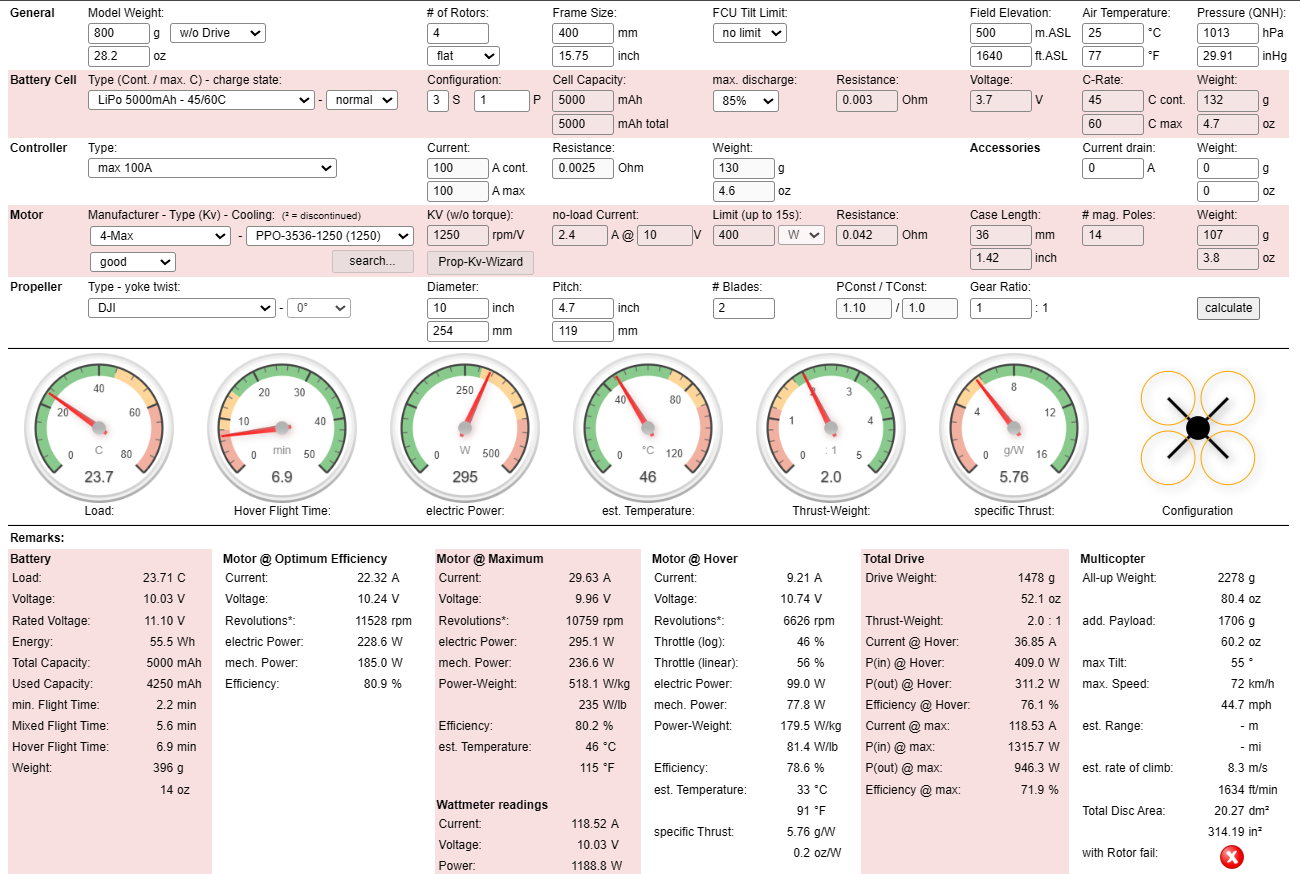 General Model Weight: # of Rotors: Frame Size: FCU Tilt Limit: Field Elevation: Air Temperature: Pressure (QNH):
800 g w/o Drive 4 400 mm no limit 500 m.ASL 25 °C 1013 hPa
28.2 oz flat 15.75 inch 1640 ft.ASL 77 °F 29.91 inHg
Battery Cell Type (Cont. / max. C) - charge state: Configuration: Cell Capacity: max. discharge: Resistance: Voltage: C-Rate: Weight:
LiPo 5000mAh - 45/60C - normal 3 S 1 P 5000 mAh 85% 0.003 Ohm 3.7 V 45 C cont. 132 g
5000 mAh total 60 C max 4.7 oz
Controller Type: Current: Resistance: Weight: Accessories Current drain: Weight:
max 100A 100 A cont. 0.0025 Ohm 130 g 0 A 0 g
100 A max 4.6 oz 0 oz
Motor Manufacturer - Type (Kv) - Cooling: (² = discontinued) KV (w/o torque): no-load Current: Limit (up to 15s): Resistance: Case Length: # mag. Poles: Weight:
4-Max - PPO-3536-1250 (1250) 1250 rpm/V 2.4 A @ 10 V 400 W 0.042 Ohm 36 mm 14 107 g
good search... Prop-Kv-Wizard 1.42 inch 3.8 oz
Propeller Type - yoke twist: Diameter: Pitch: # Blades: PConst / TConst: Gear Ratio:
DJI - 0° 10 inch 4.7 inch 2 1.10 / 1.0 1 : 1 calculate
254 mm 119 mm
0 20 40 60 80 C 23.7
0 10 20 30 40 50 min 6.9
0 250 500 W 295
0 40 80 120 °C 46
0 1 2 3 4 5 : 1 2.0
0 4 8 12 16 g/W 5.76
Load: Hover Flight Time: electric Power: est. Temperature: Thrust-Weight: specific Thrust: Configuration
Remarks:
Battery
Load: 23.71 C
Voltage: 10.03 V
Rated Voltage: 11.10 V
Energy: 55.5 Wh
Total Capacity: 5000 mAh
Used Capacity: 4250 mAh
min. Flight Time: 2.2 min
Mixed Flight Time: 5.6 min
Hover Flight Time: 6.9 min
Weight: 396 g
14 oz
Motor @ Optimum Efficiency
Current: 22.32 A
Voltage: 10.24 V
Revolutions*: 11528 rpm
electric Power: 228.6 W
mech. Power: 185.0 W
Efficiency: 80.9 %
Motor @ Maximum
Current: 29.63 A
Voltage: 9.96 V
Revolutions*: 10759 rpm
electric Power: 295.1 W
mech. Power: 236.6 W
Power-Weight: 518.1 W/kg
235 W/lb
Efficiency: 80.2 %
est. Temperature: 46 °C
115 °F
Wattmeter readings
Current: 118.52 A
Voltage: 10.03 V
Power: 1188.8 W
Motor @ Hover
Current: 9.21 A
Voltage: 10.74 V
Revolutions*: 6626 rpm
Throttle (log): 46 %
Throttle (linear): 56 %
electric Power: 99.0 W
mech. Power: 77.8 W
Power-Weight: 179.5 W/kg
81.4 W/lb
Efficiency: 78.6 %
est. Temperature: 33 °C
91 °F
specific Thrust: 5.76 g/W
0.2 oz/W
Total Drive
Drive Weight: 1478 g
52.1 oz
Thrust-Weight: 2.0 : 1
Current @ Hover: 36.85 A
P(in) @ Hover: 409.0 W
P(out) @ Hover: 311.2 W
Efficiency @ Hover: 76.1 %
Current @ max: 118.53 A
P(in) @ max: 1315.7 W
P(out) @ max: 946.3 W
Efficiency @ max: 71.9 %
Multicopter
All-up Weight: 2278 g
80.4 oz
add. Payload: 1706 g
60.2 oz
max Tilt: 55 °
max. Speed: 72 km/h
44.7 mph
est. Range: - m
- mi
est. rate of climb: 8.3 m/s
1634 ft/min
Total Disc Area: 20.27 dm²
314.19 in²
with Rotor fail: